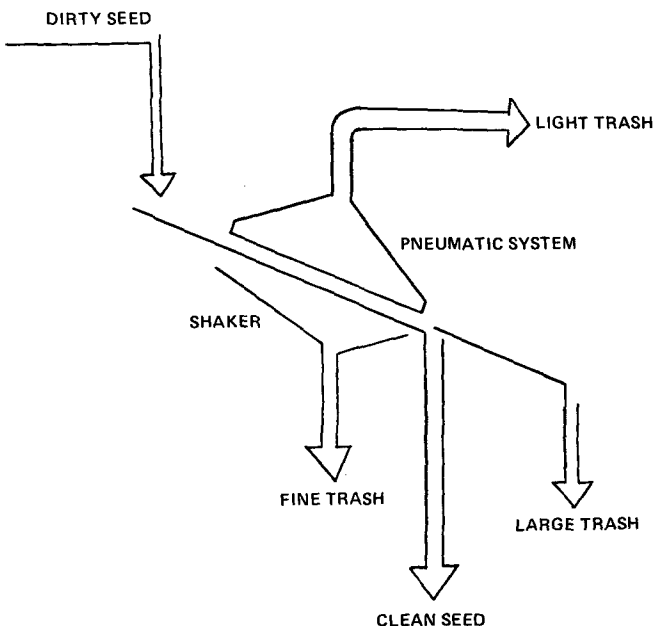 DIRTY SEED
LIGHT TRASH
PNEUMATIC SYSTEM
SHAKER
FINE TRASH
LARGE TRASH
CLEAN SEED